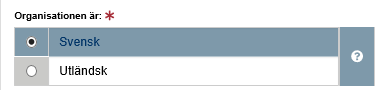 Organisationen är: *
Svensk
?
Utländsk